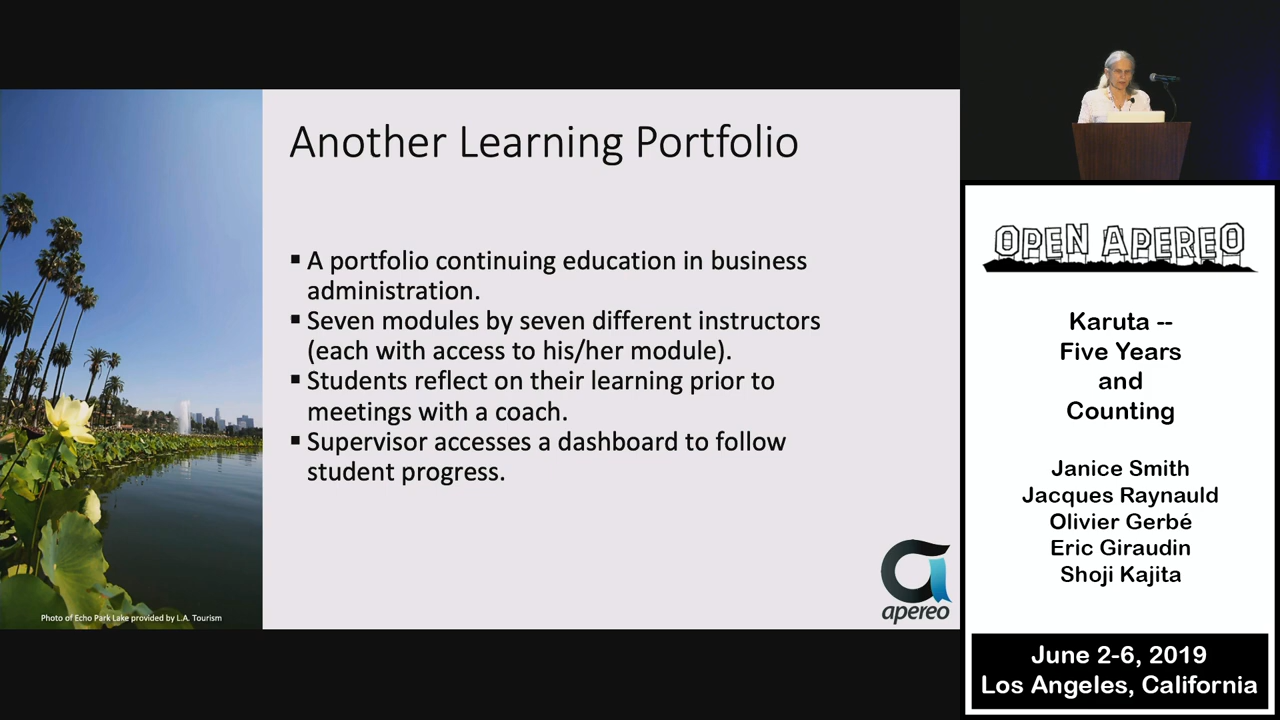 Another Learning Portfolio
▪ A portfolio continuing education in business
administration.
▪ Seven modules by seven different instructors
(each with access to his/her module).
▪ Students reflect on their learning prior to
meetings with a coach.
▪ Supervisor accesses a dashboard to follow
student progress.
apereo
Photo of Echo Park Lake provided by L.A. Tourism
OPEN APEREO
Karuta --
Five Years
and
Counting
Janice Smith
Jacques Raynauld
Olivier Gerbé
Eric Giraudin
Shoji Kajita
June 2-6, 2019
Los Angeles, California